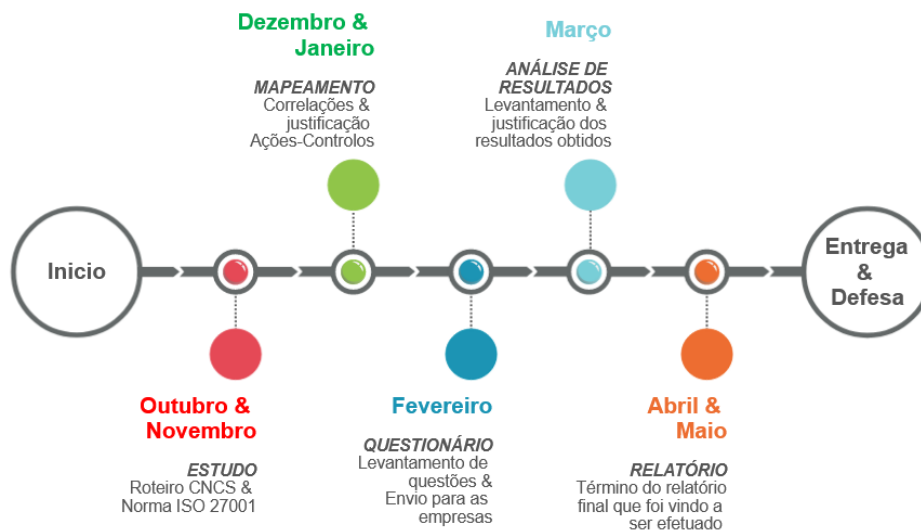 Inicio
Outubro &
Novembro
ESTUDO
Roteiro CNCS &
Norma ISO 27001
Dezembro &
Janeiro
MAPEAMENTO
Correlações &
justificação
Ações-Controlos
Fevereiro
QUESTIONÁRIO
Levantamento de
questões &
Envio para as
empresas
Março
ANÁLISE DE
RESULTADOS
Levantamento &
justificação dos
resultados obtidos
Abril &
Maio
RELATÓRIO
Término do relatório
final que foi vindo a
ser efetuado
Entrega
&
Defesa